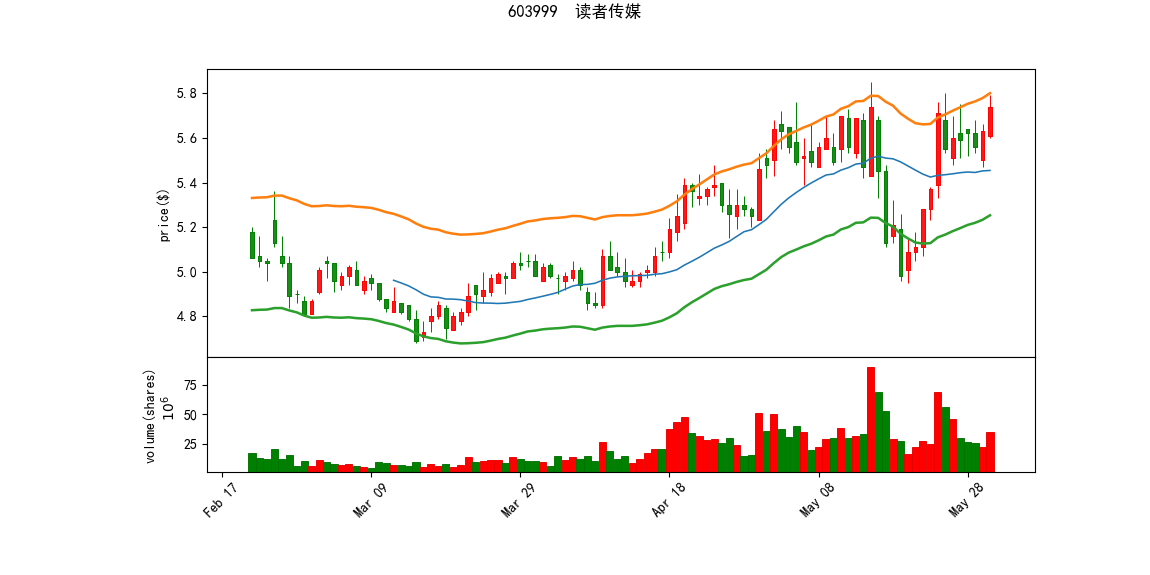 603999 读者传媒
price($)
5.8
5.6
5.4
5.2
5.0
4.8
volume(shares)
10^6
75
50
25
Feb 17
Mar 09
Mar 29
Apr 18
May 08
May 28